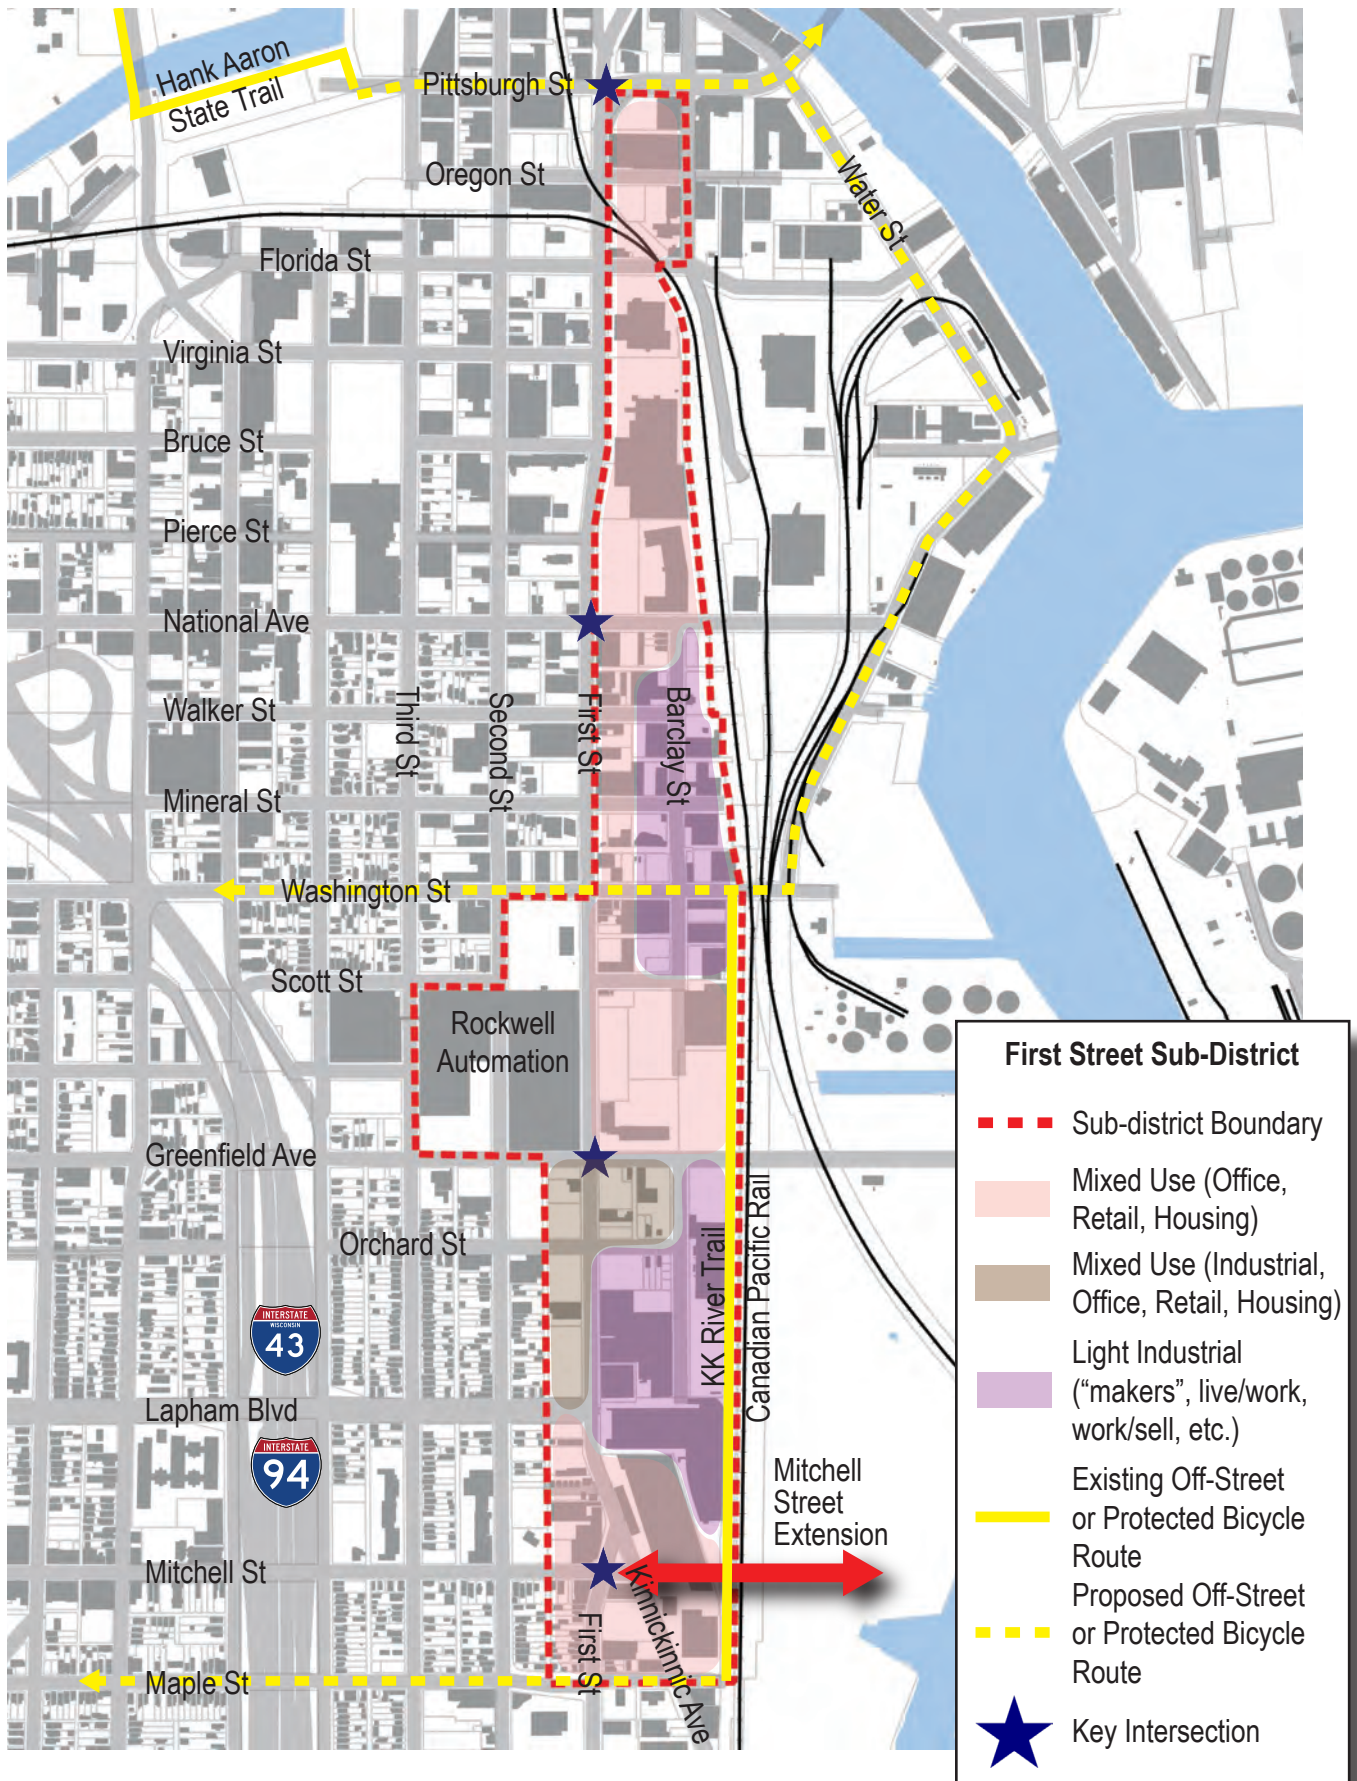 Hank Aaron
State Trail
Pittsburgh St
Oregon St
Water St
Florida St
Virginia St
Bruce St
Pierce St
National Ave
Walker St
Third St
Second St
First St
Barclay St
Mineral St
Washington St
Scott St
Rockwell
Automation
Greenfield Ave
Orchard St
KK River Trail
Canadian Pacific Rail
INTERSTATE
WISCONSIN
43
Lapham Blvd
INTERSTATE
94
Mitchell
Street
Extension
Mitchell St
First St
Kinnickinnic Ave
Maple St
First Street Sub-District
Sub-district Boundary
Mixed Use (Office,
Retail, Housing)
Mixed Use (Industrial,
Office, Retail, Housing)
Light Industrial
(“makers”, live/work,
work/sell, etc.)
Existing Off-Street
or Protected Bicycle
Route
Proposed Off-Street
or Protected Bicycle
Route
Key Intersection